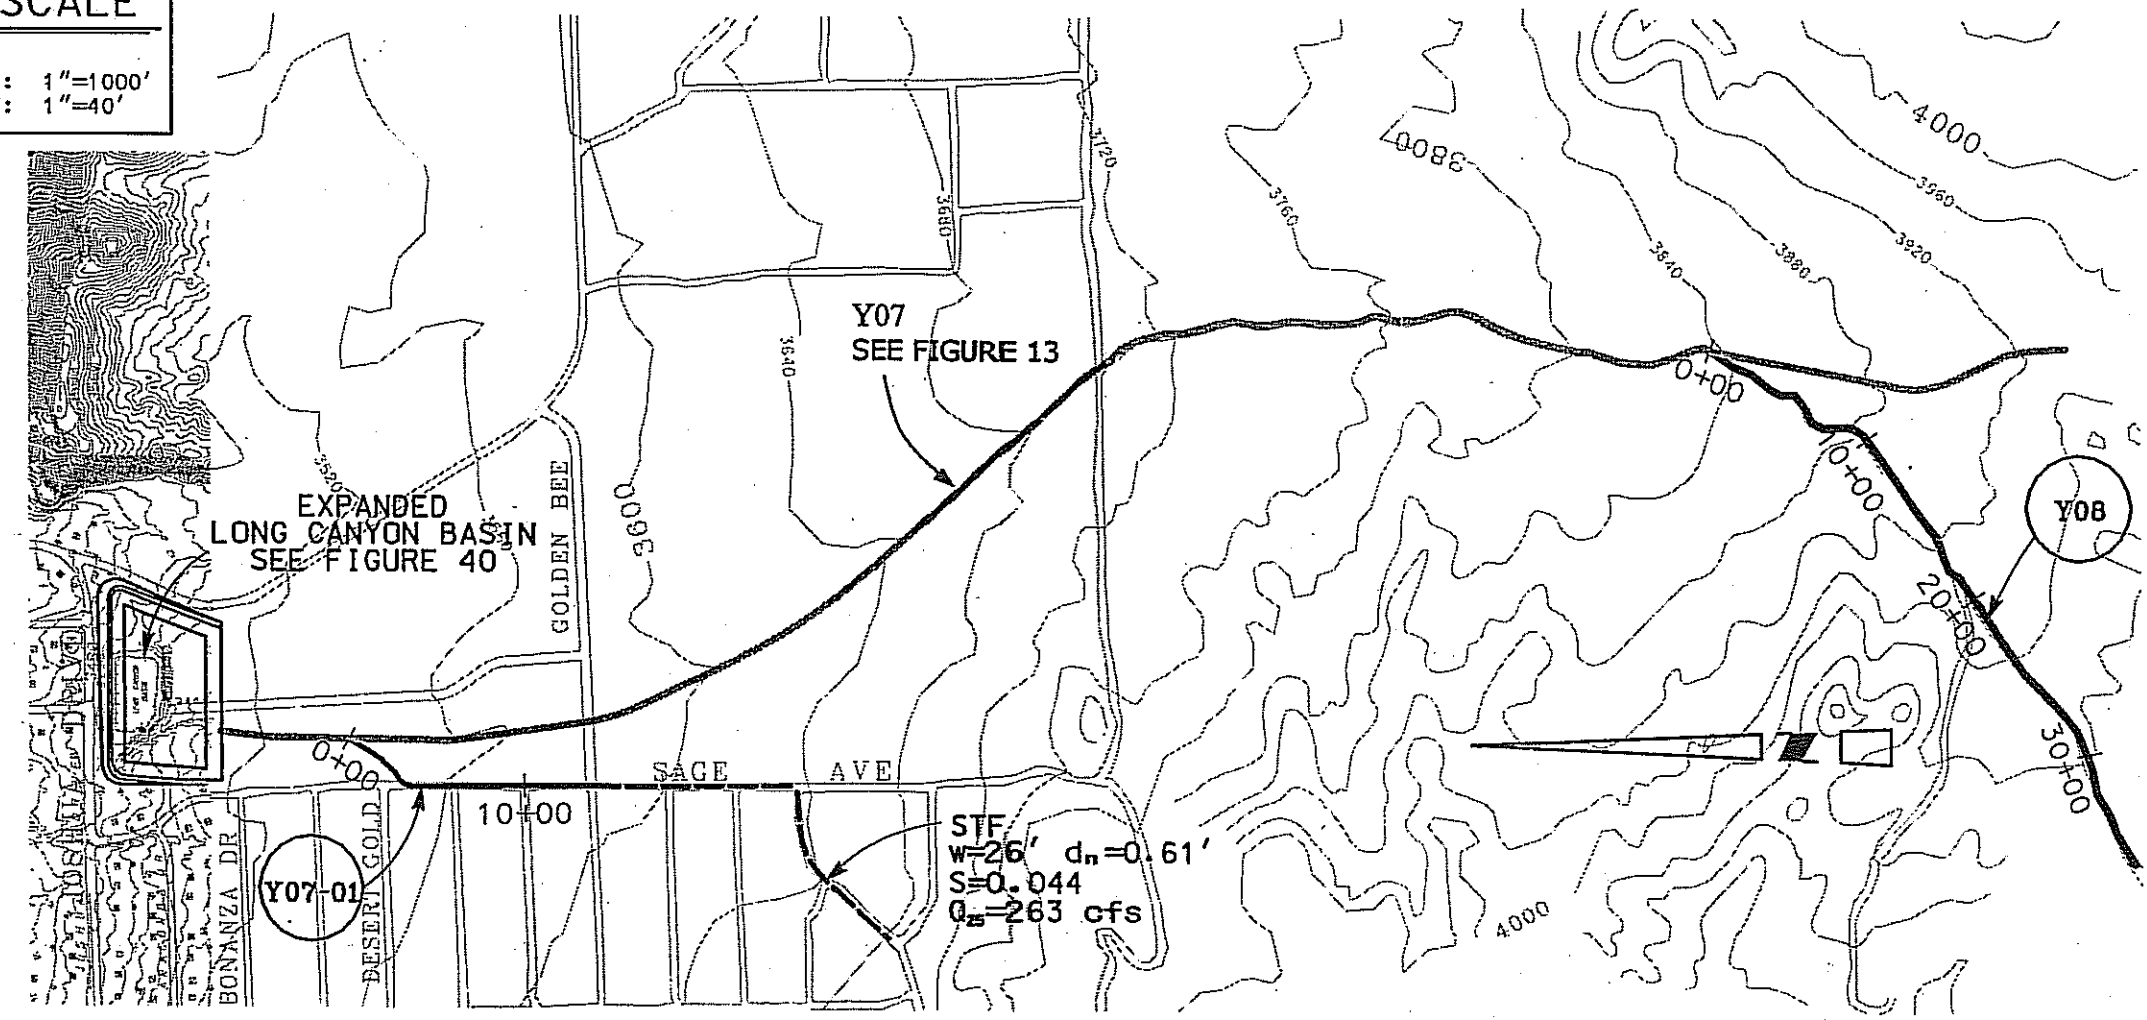 SCALE
: 1"=1000'
: 1"=40'
4000
3800
3720
3960
3760
3680
3920
3880
3840
Y07
SEE FIGURE 13
3640
0+00
3520
EXPANDED
LONG CANYON BASIN
SEE FIGURE 40
GOLDEN BEE
3600
10+00
Y08
20+00
30+00
0+00
SAGE AVE
10+00
STF
w=26' dn=0.61'
S=0.044
Q25=263 cfs
Y07-01
BONANZA DR
DESERT GOLD
4000